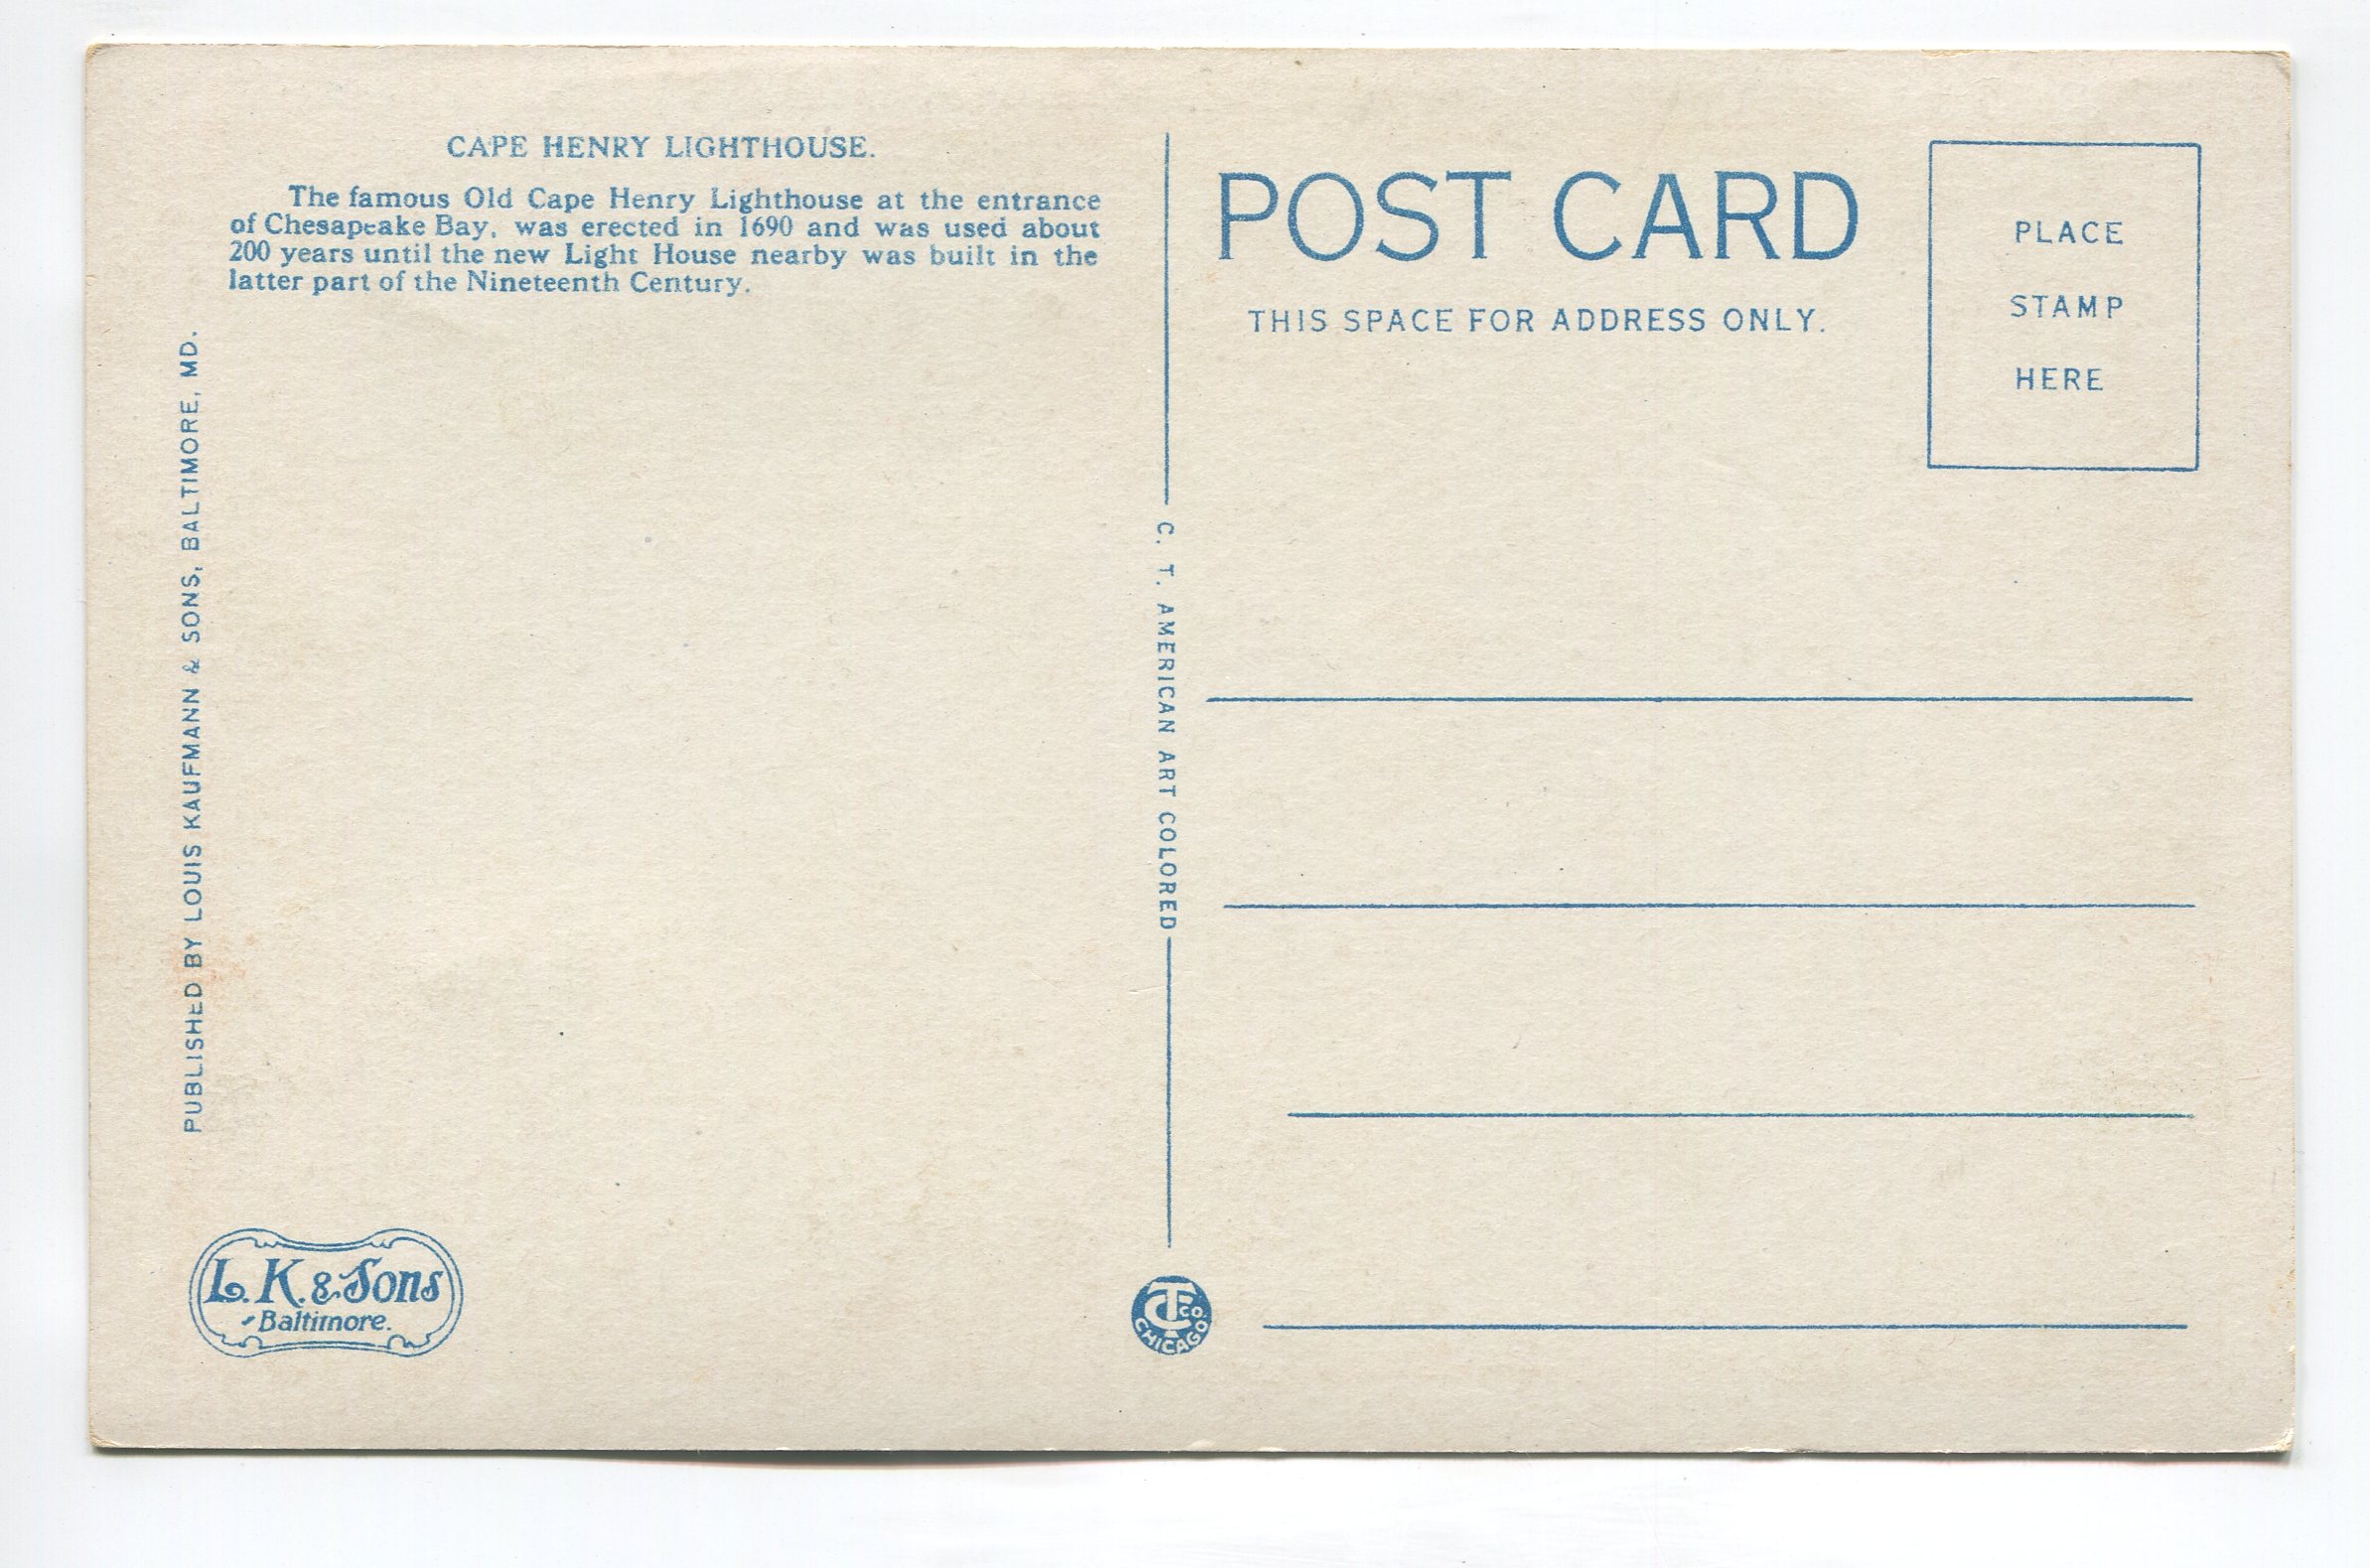 CAPE HENRY LIGHTHOUSE.
The famous Old Cape Henry Lighthouse at the entrance
of Chesapeake Bay, was erected in 1690 and was used about
200 years until the new Light House nearby was built in the
latter part of the Nineteenth Century.
PUBLISHED BY LOUIS KAUFMANN & SONS, BALTIMORE, MD.
L. K. & Sons
Baltimore.
C. T. AMERICAN ART COLORED
CT CO.
CHICAGO
POST CARD
THIS SPACE FOR ADDRESS ONLY.
PLACE
STAMP
HERE